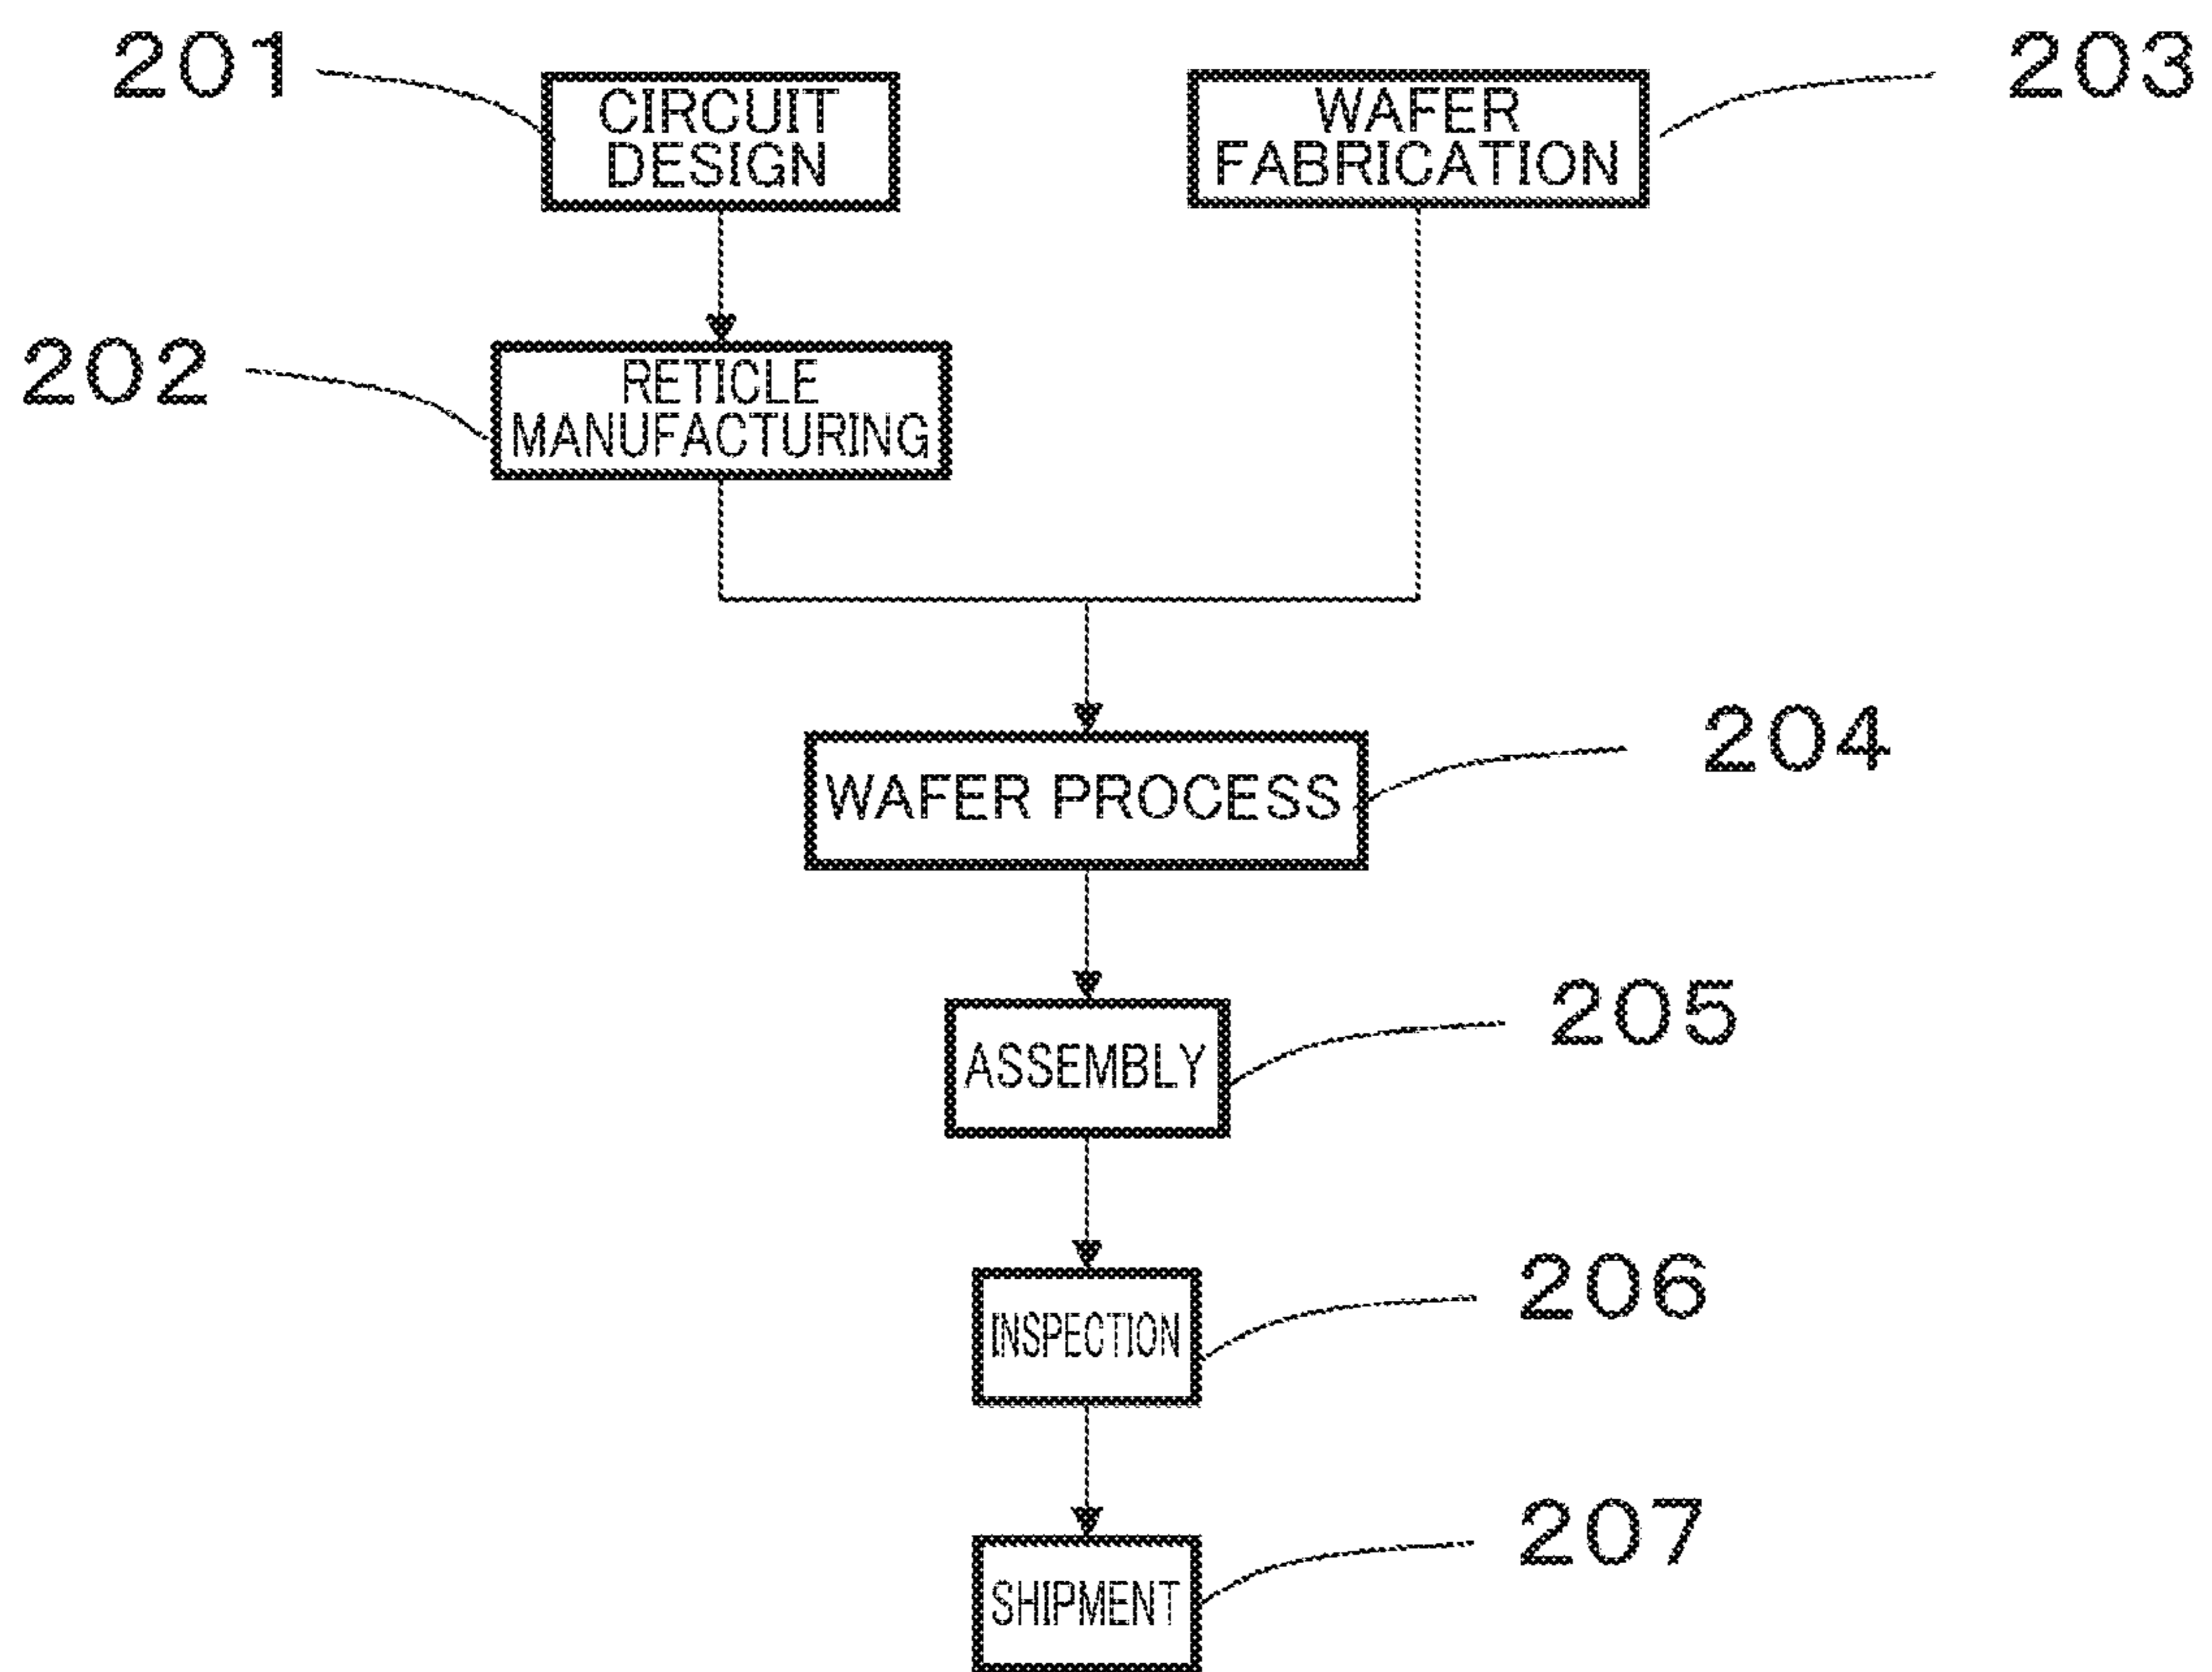 201
CIRCUIT
DESIGN
WAFER
FABRICATION
203
202
RETICLE
MANUFACTURING
204
WAFER PROCESS
205
ASSEMBLY
206
INSPECTION
207
SHIPMENT